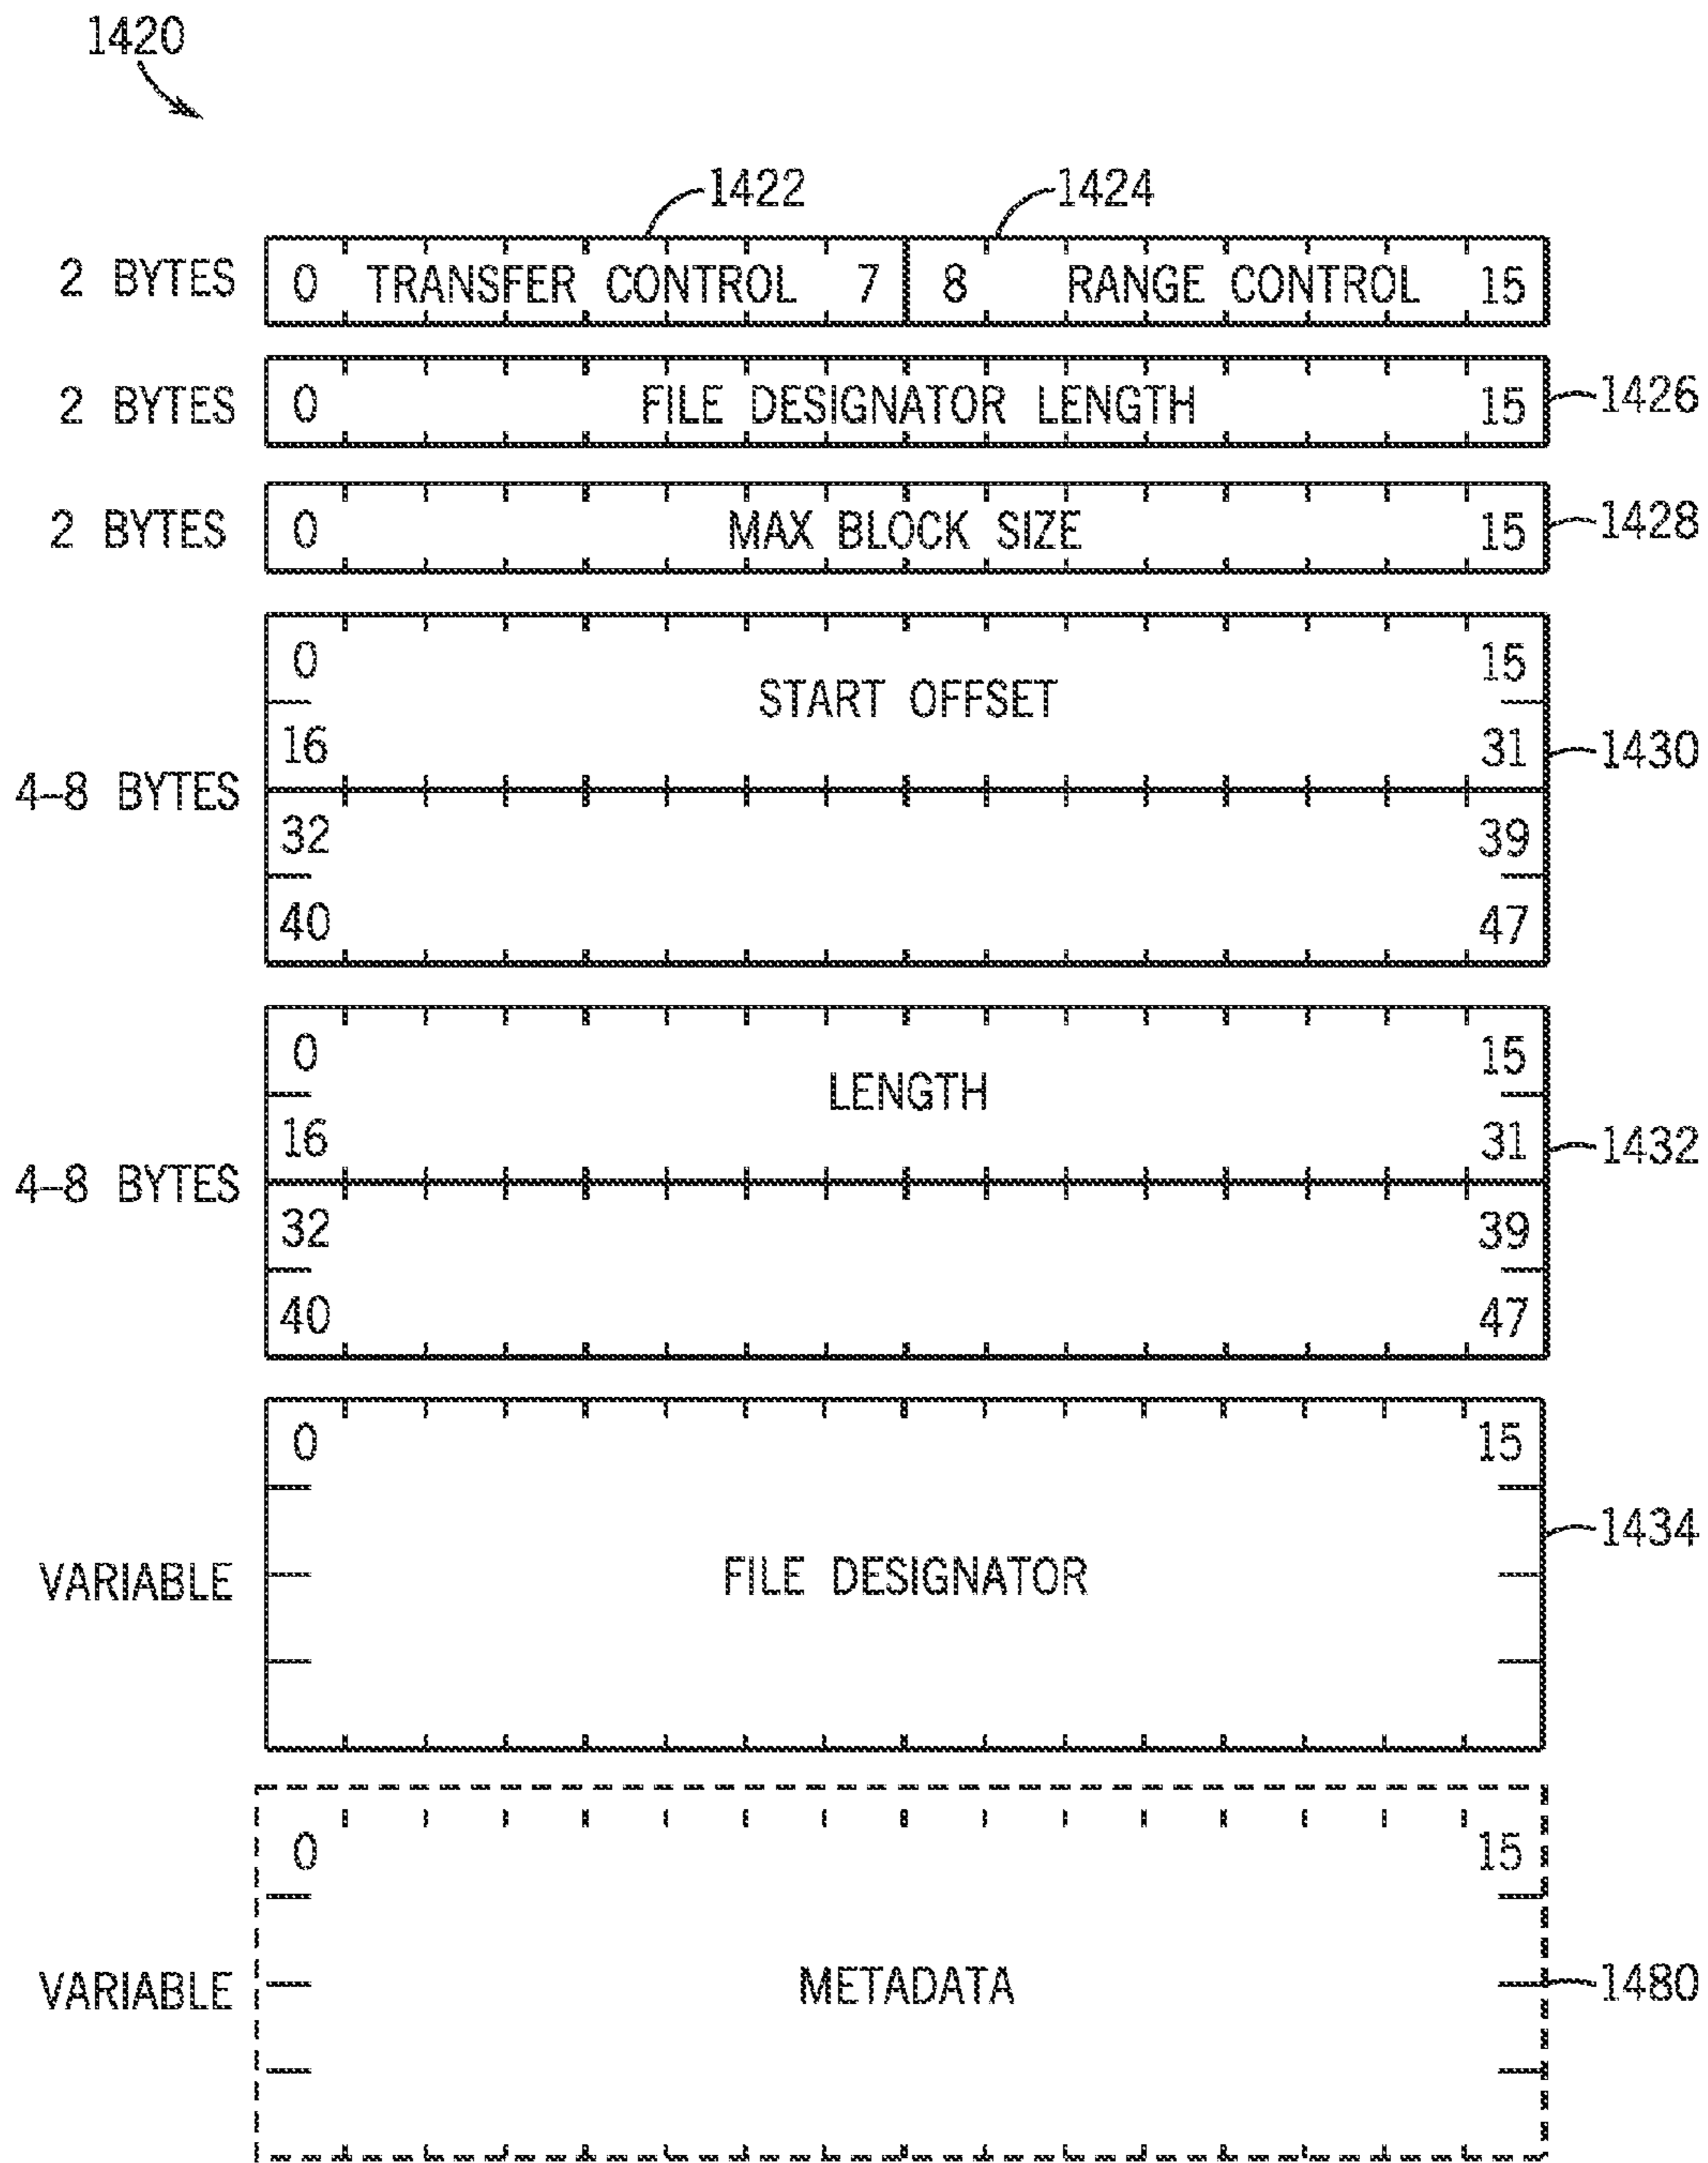 1420
1422 1424
2 BYTES 0 TRANSFER CONTROL 7 8 RANGE CONTROL 15
2 BYTES 0 FILE DESIGNATOR LENGTH 15 1426
2 BYTES 0 MAX BLOCK SIZE 15 1428
0 15
START OFFSET
16 31 1430
4-8 BYTES
32 39
40 47
0 15
LENGTH
16 31 1432
4-8 BYTES
32 39
40 47
0 15
1434
VARIABLE FILE DESIGNATOR
0 15
VARIABLE METADATA 1480